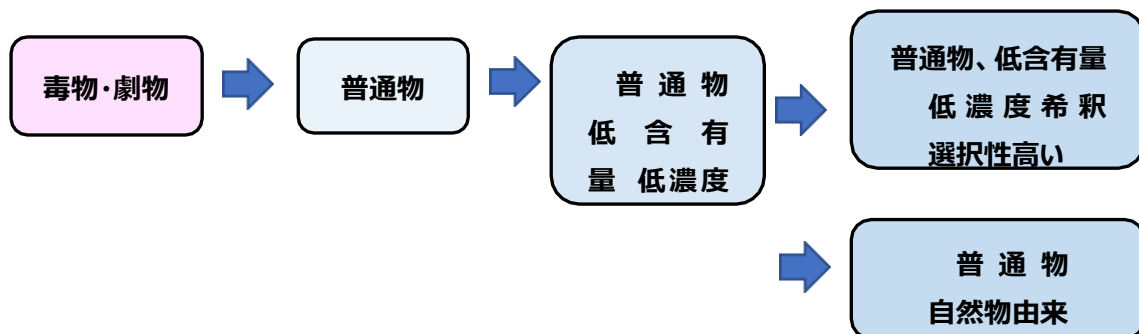 毒物・劇物
普通物
普通物
低含有
量 低濃度
普通物、低含有量
低濃度希釈
選択性高い
普通物
自然物由来